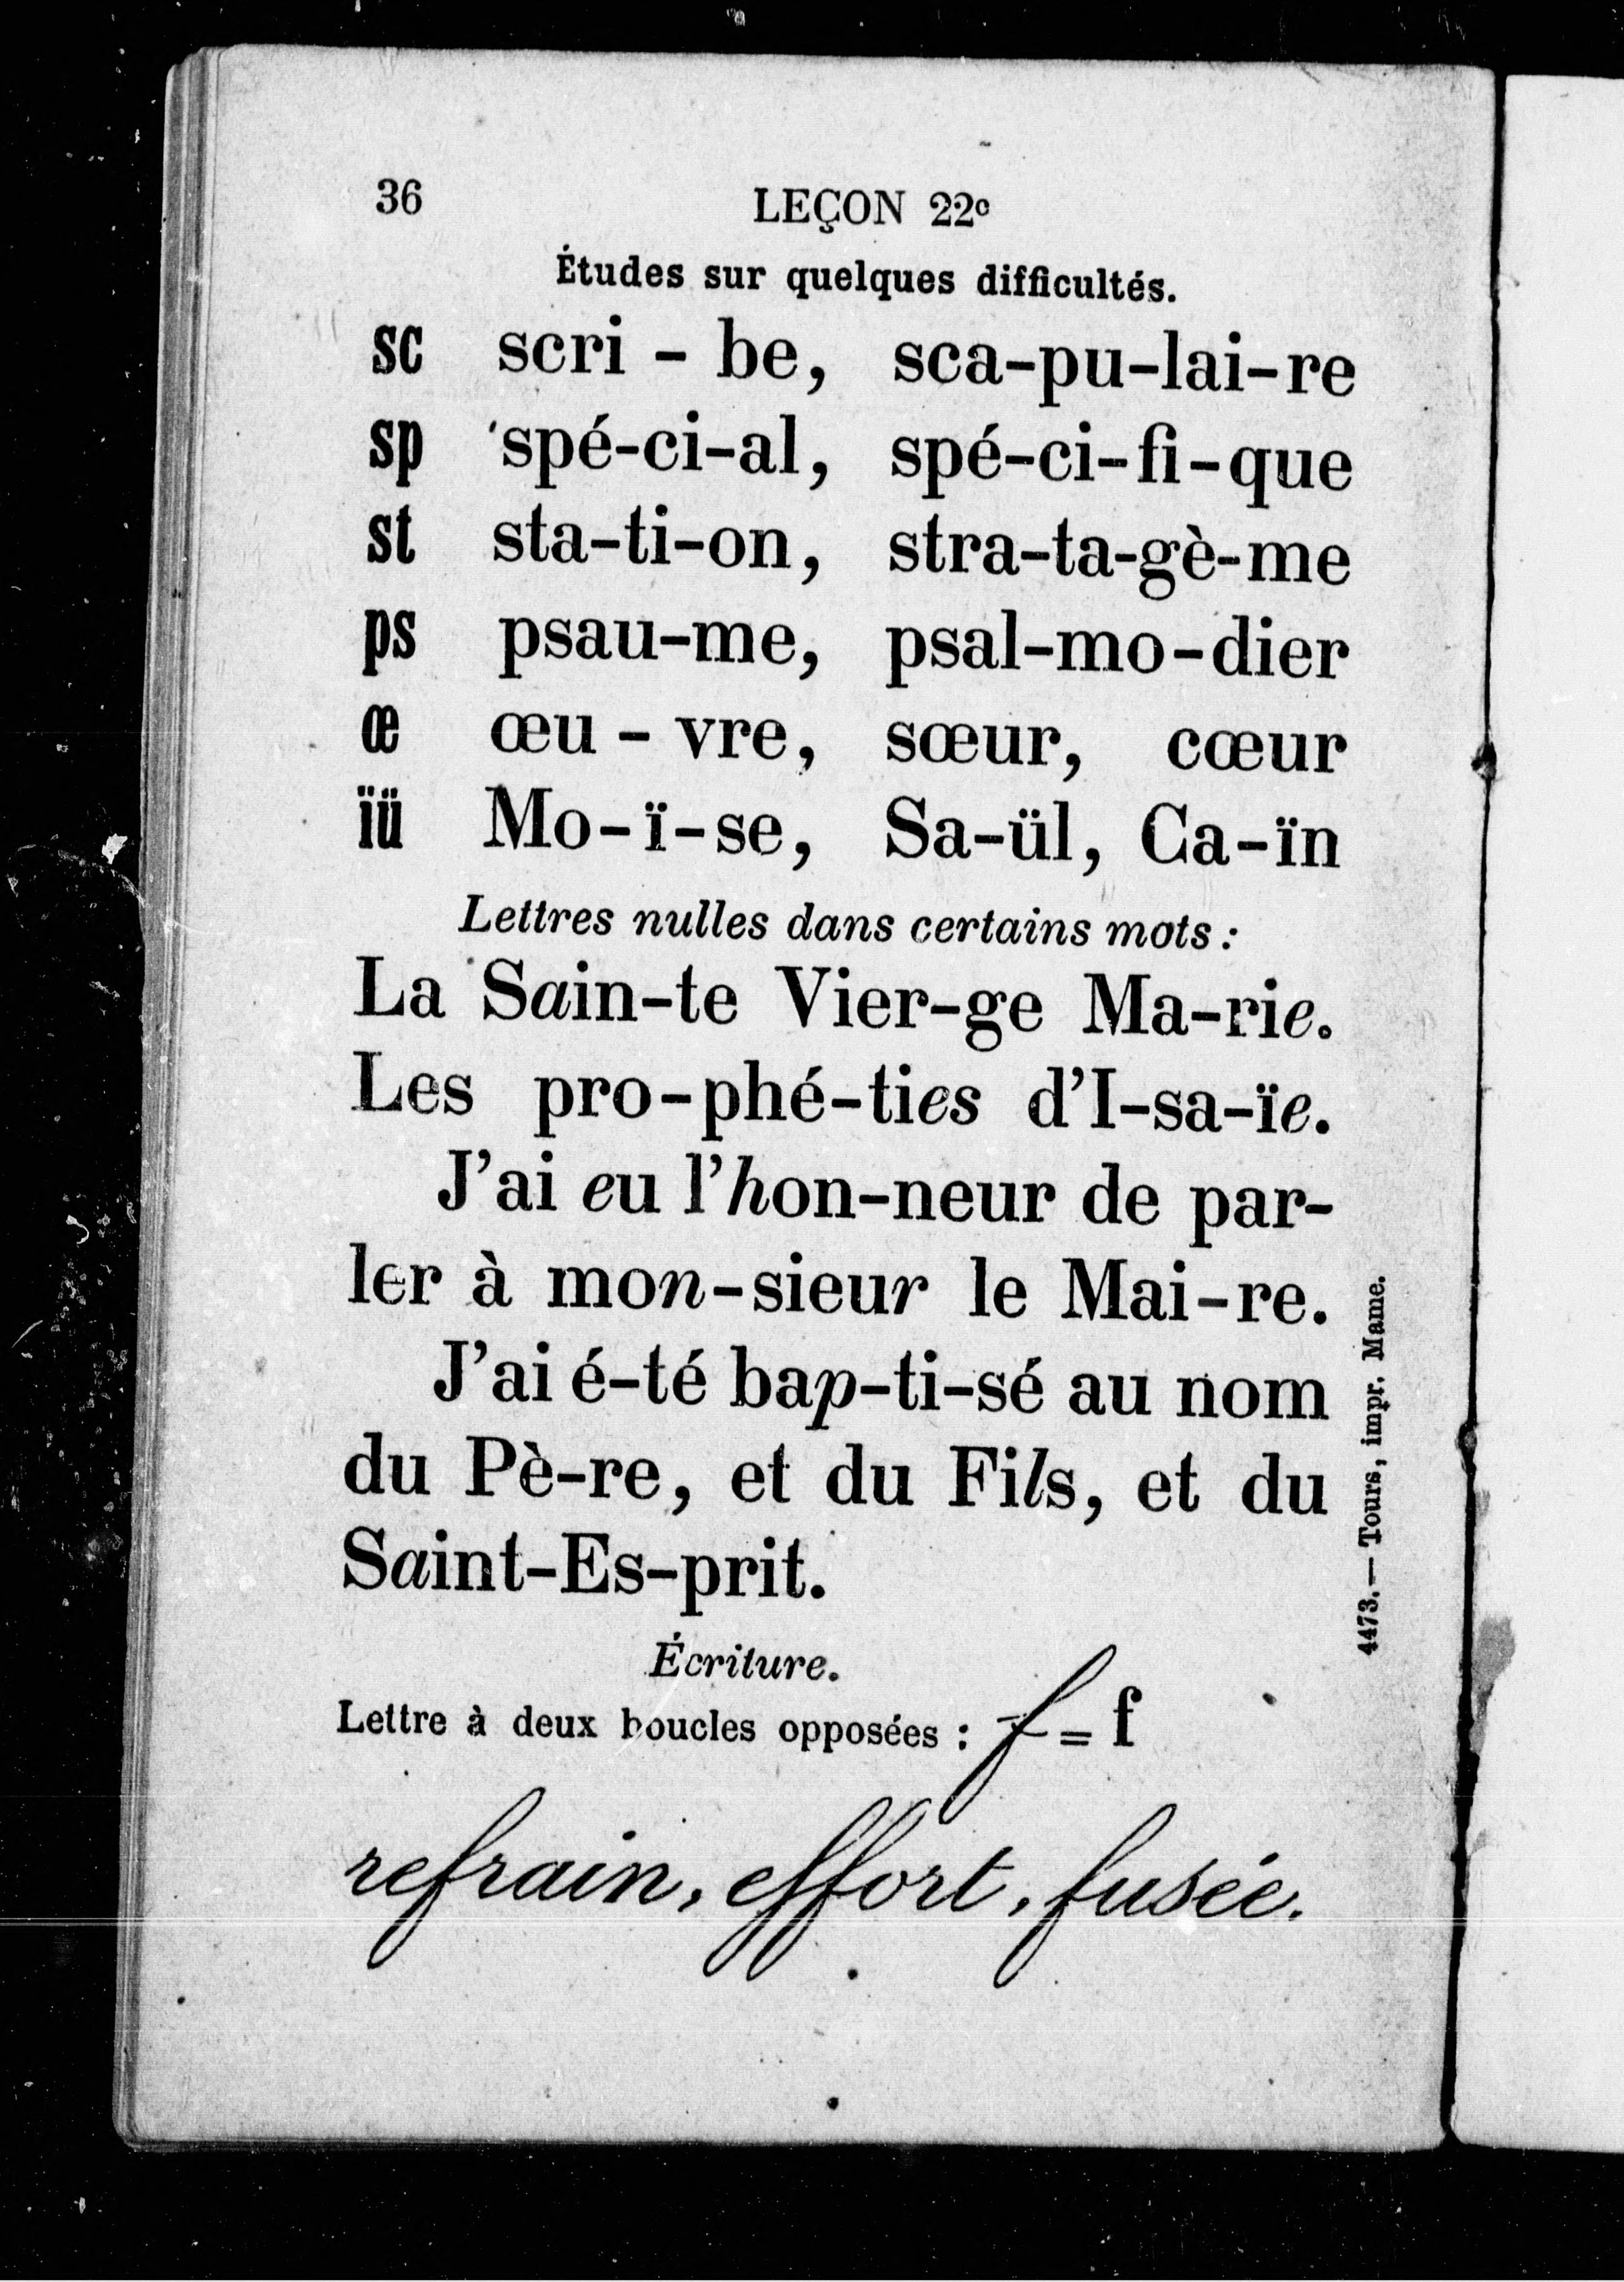 36
LEÇON 22e
Études sur quelques difficultés.
sc scri - be, sca-pu-lai-re
sp spé-ci-al, spé-ci-fi-que
st sta-ti-on, stra-ta-gè-me
ps psau-me, psal-mo-dier
œ œu - vre, sœur, cœur
ïü Mo-ï-se, Sa-ül, Ca-ïn
Lettres nulles dans certains mots :
La Sain-te Vier-ge Ma-rie.
Les pro-phé-ties d'I-sa-ïe.
J'ai eu l'hon-neur de par-
ler à mon-sieur le Mai-re.
J'ai é-té bap-ti-sé au nom
du Pè-re, et du Fils, et du
Saint-Es-prit.
Écriture.
Lettre à deux boucles opposées : f = f
refrain, effort, fusée.
4473.— Tours, impr. Mame.